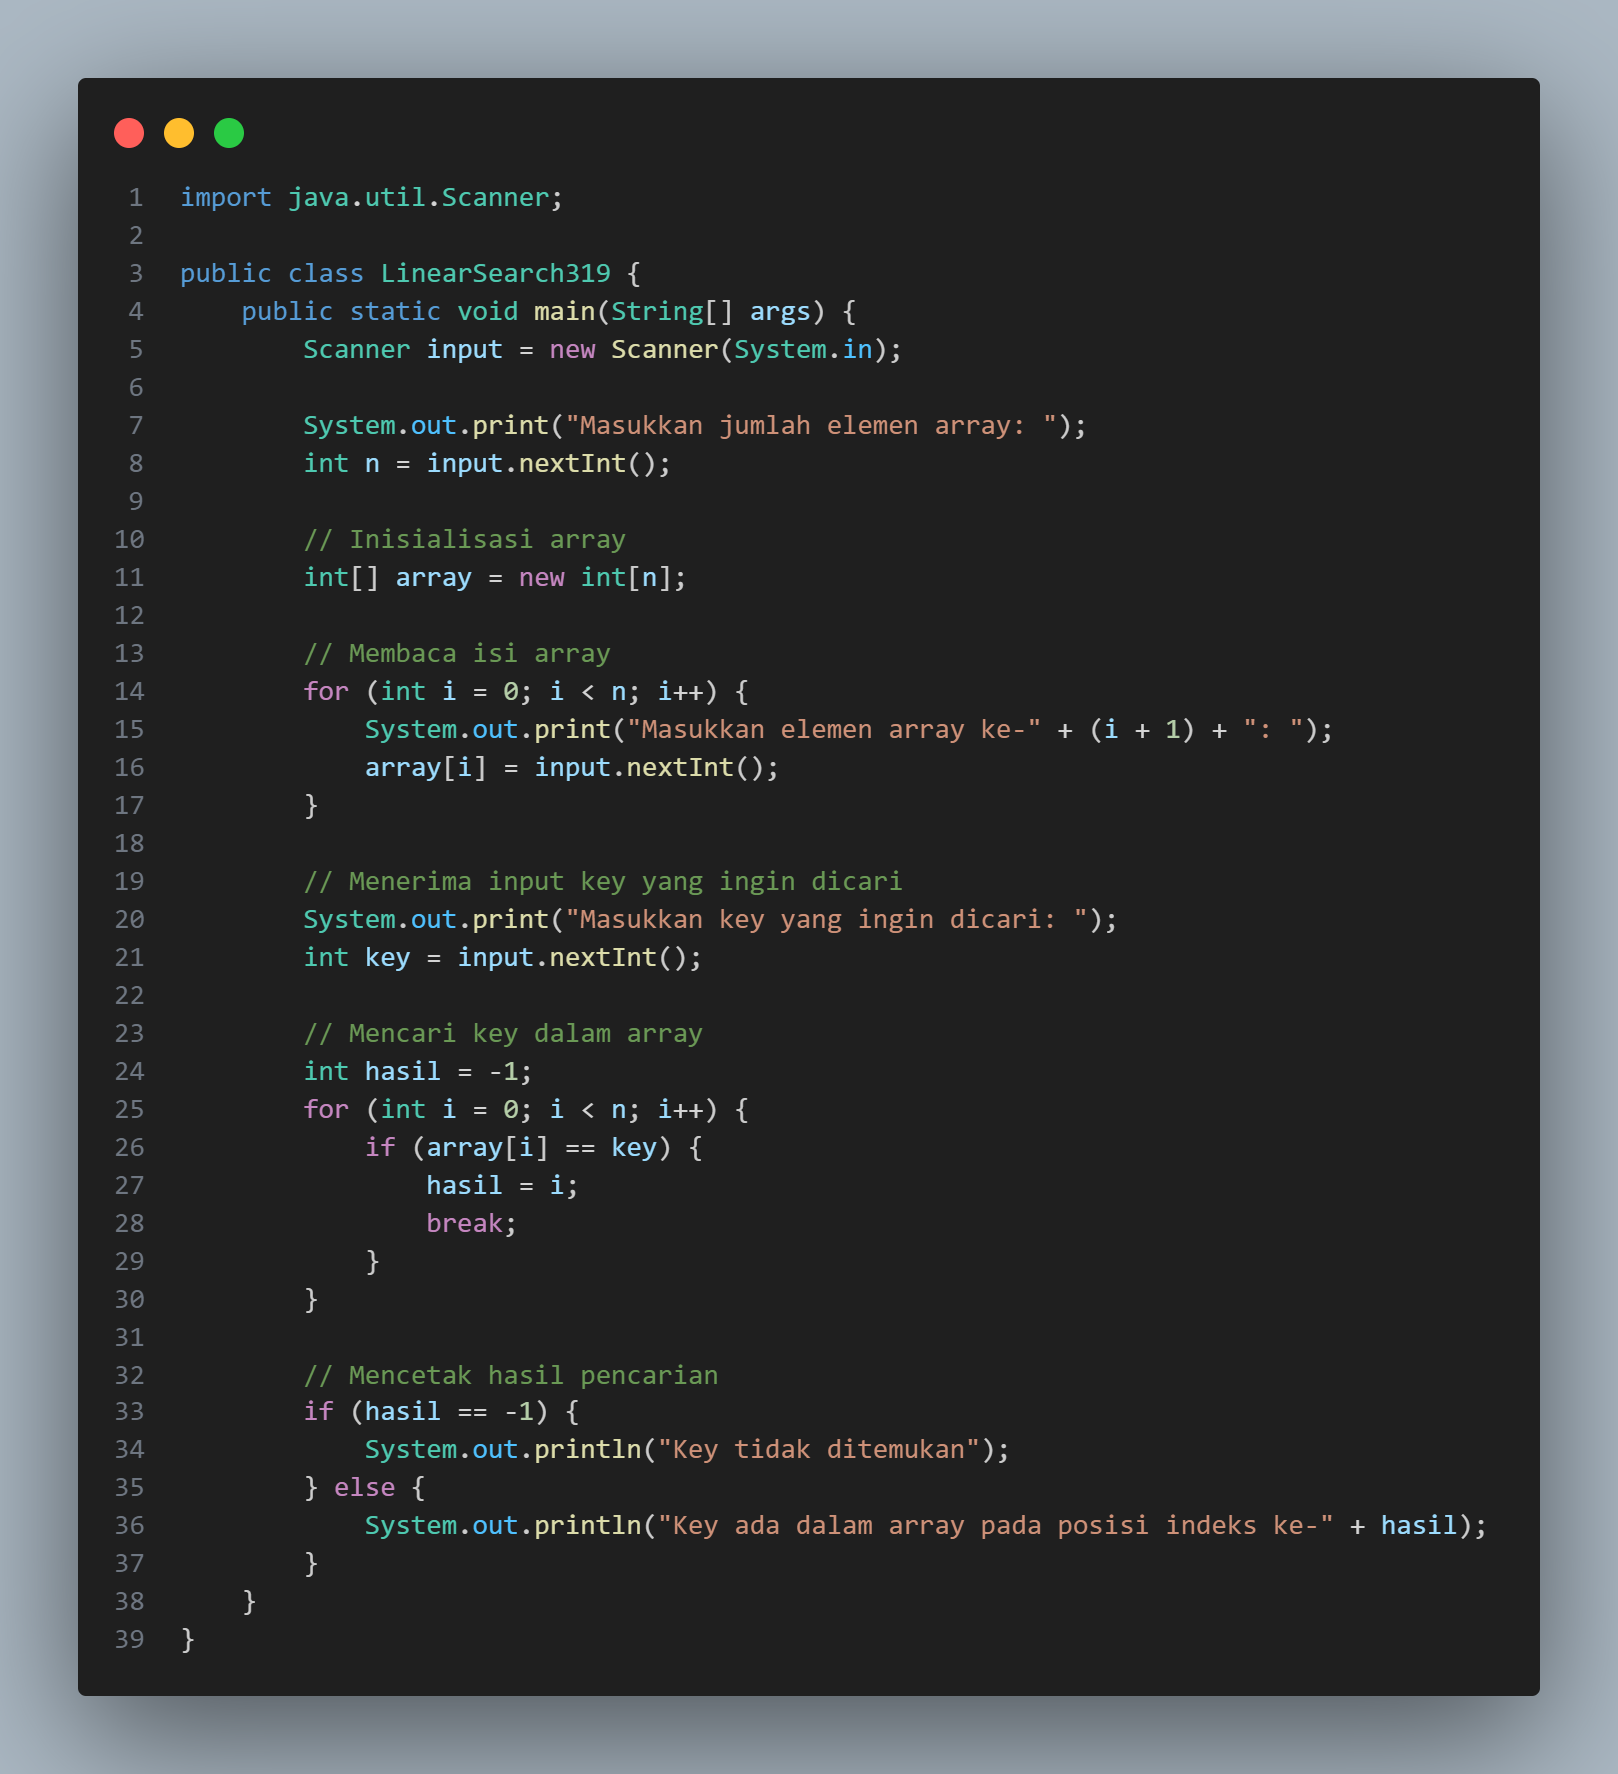 1 import java.util.Scanner;
2
3 public class LinearSearch319 {
4     public static void main(String[] args) {
5         Scanner input = new Scanner(System.in);
6
7         System.out.print("Masukkan jumlah elemen array: ");
8         int n = input.nextInt();
9
10         // Inisialisasi array
11         int[] array = new int[n];
12
13         // Membaca isi array
14         for (int i = 0; i < n; i++) {
15             System.out.print("Masukkan elemen array ke-" + (i + 1) + ": ");
16             array[i] = input.nextInt();
17         }
18
19         // Menerima input key yang ingin dicari
20         System.out.print("Masukkan key yang ingin dicari: ");
21         int key = input.nextInt();
22
23         // Mencari key dalam array
24         int hasil = -1;
25         for (int i = 0; i < n; i++) {
26             if (array[i] == key) {
27                 hasil = i;
28                 break;
29             }
30         }
31
32         // Mencetak hasil pencarian
33         if (hasil == -1) {
34             System.out.println("Key tidak ditemukan");
35         } else {
36             System.out.println("Key ada dalam array pada posisi indeks ke-" + hasil);
37         }
38     }
39 }